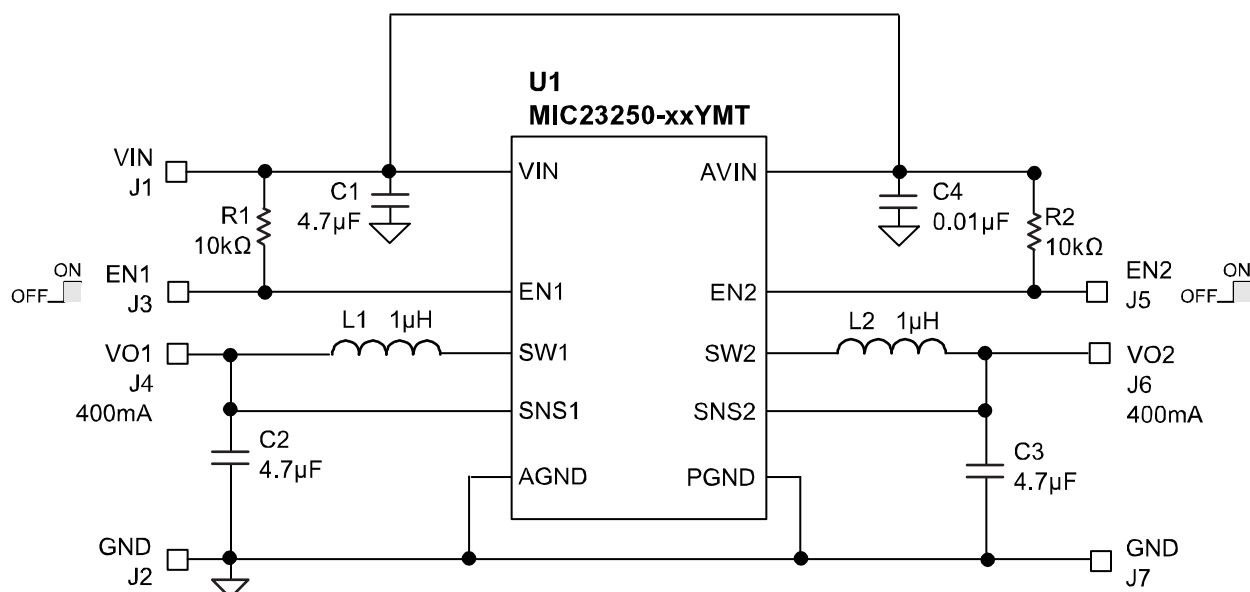 U1
MIC23250-xxYMT
VIN
J1
VIN
AVIN
C1
4.7µF
C4
0.01µF
R1
10kΩ
R2
10kΩ
ON
OFF
EN1
J3
EN1
EN2
EN2
J5
ON
OFF
L1 1µH
L2 1µH
VO1
J4
400mA
SW1
SW2
VO2
J6
400mA
SNS1
SNS2
C2
4.7µF
C3
4.7µF
AGND
PGND
GND
J2
GND
J7